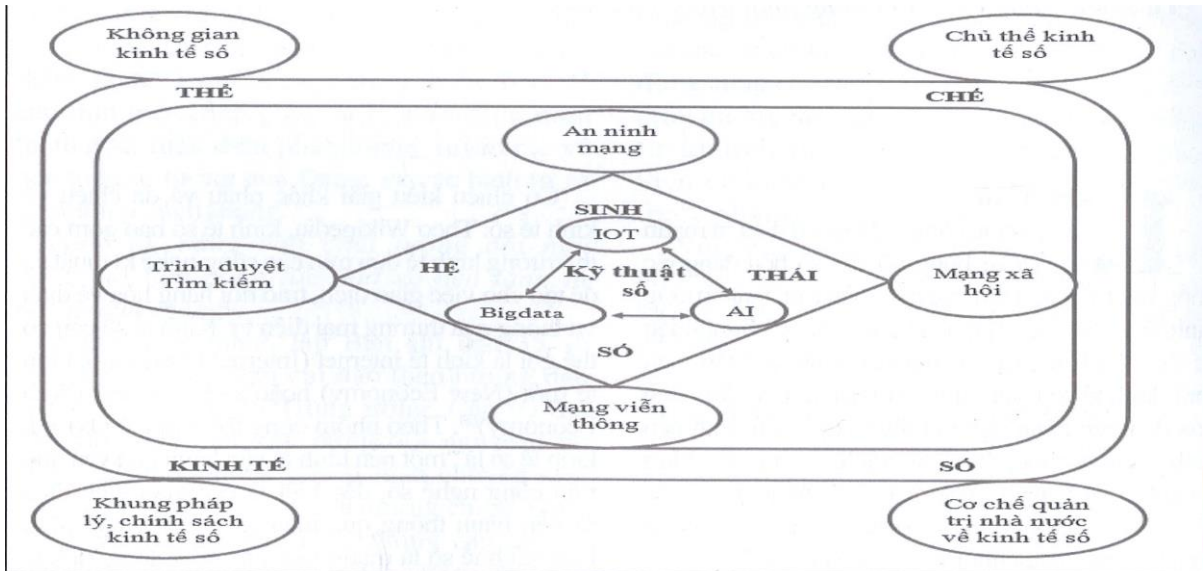 Không gian
kinh tế số
Chủ thể kinh
tế số
THẾ
CHẾ
An ninh
mạng
SINH
IOT
HỆ
Kỹ thuật
số
THÁI
Trình duyệt
Tìm kiếm
Mạng xã
hội
Bigdata
AI
SỐ
Mạng viễn
thông
KINH TẾ
SỐ
Khung pháp
lý, chính sách
kinh tế số
Cơ chế quản
trị nhà nước
về kinh tế số